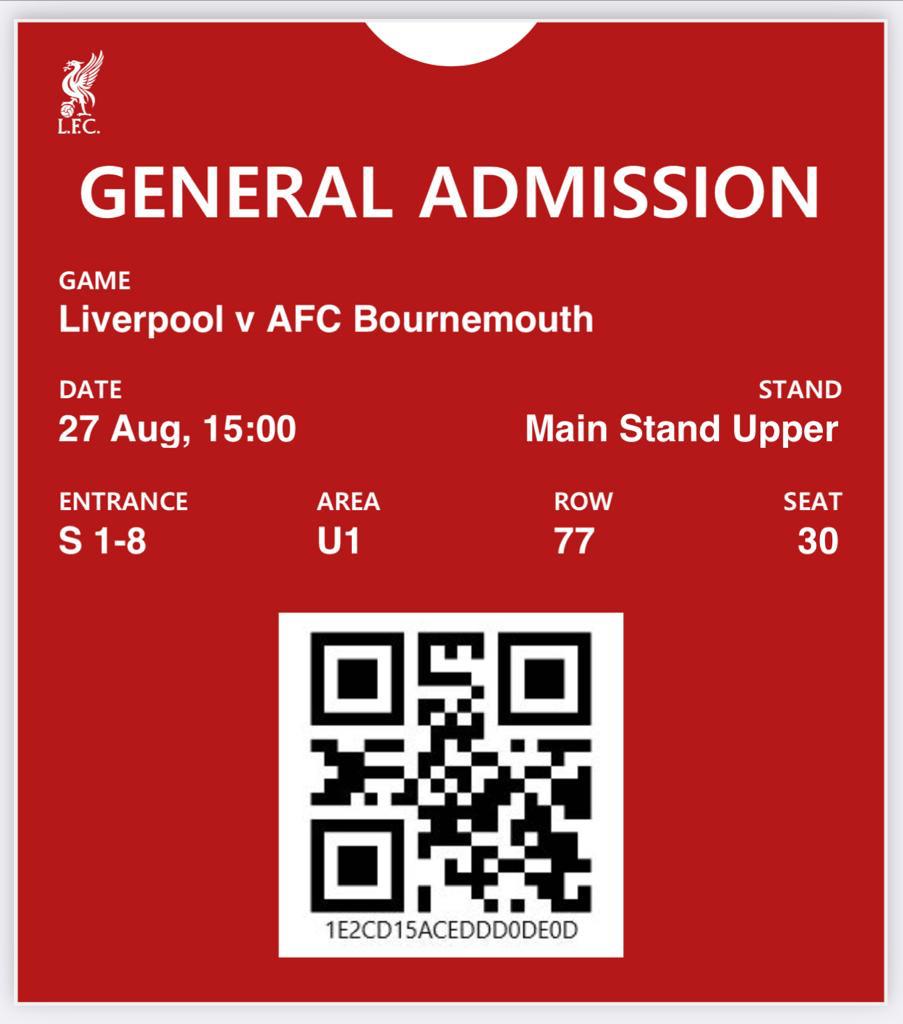 L.F.C.
GENERAL ADMISSION
GAME
Liverpool v AFC Bournemouth
DATE STAND
27 Aug, 15:00 Main Stand Upper
ENTRANCE AREA ROW SEAT
S 1-8 U1 77 30
1E2CD15ACEDDD0DE0D